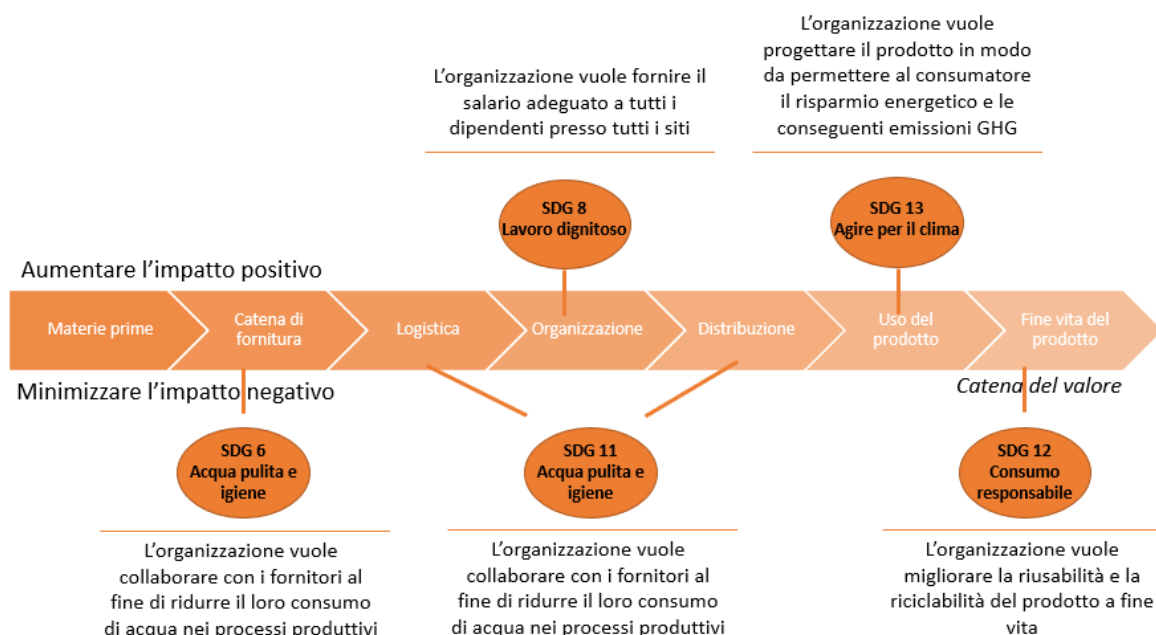 L'organizzazione vuole fornire il
salario adeguato a tutti i
dipendenti presso tutti i siti
L'organizzazione vuole
progettare il prodotto in modo
da permettere al consumatore
il risparmio energetico e le
conseguenti emissioni GHG
SDG 8
Lavoro dignitoso
SDG 13
Agire per il clima
Aumentare l'impatto positivo
Materie prime
Catena di
fornitura
Logistica
Organizzazione
Distribuzione
Uso del
prodotto
Fine vita del
prodotto
Minimizzare l'impatto negativo
Catena del valore
SDG 6
Acqua pulita e
igiene
SDG 11
Acqua pulita e
igiene
SDG 12
Consumo
responsabile
L'organizzazione vuole
collaborare con i fornitori al
fine di ridurre il loro consumo
di acqua nei processi produttivi
L'organizzazione vuole
collaborare con i fornitori al
fine di ridurre il loro consumo
di acqua nei processi produttivi
L'organizzazione vuole
migliorare la riusabilità e la
riciclabilità del prodotto a fine
vita